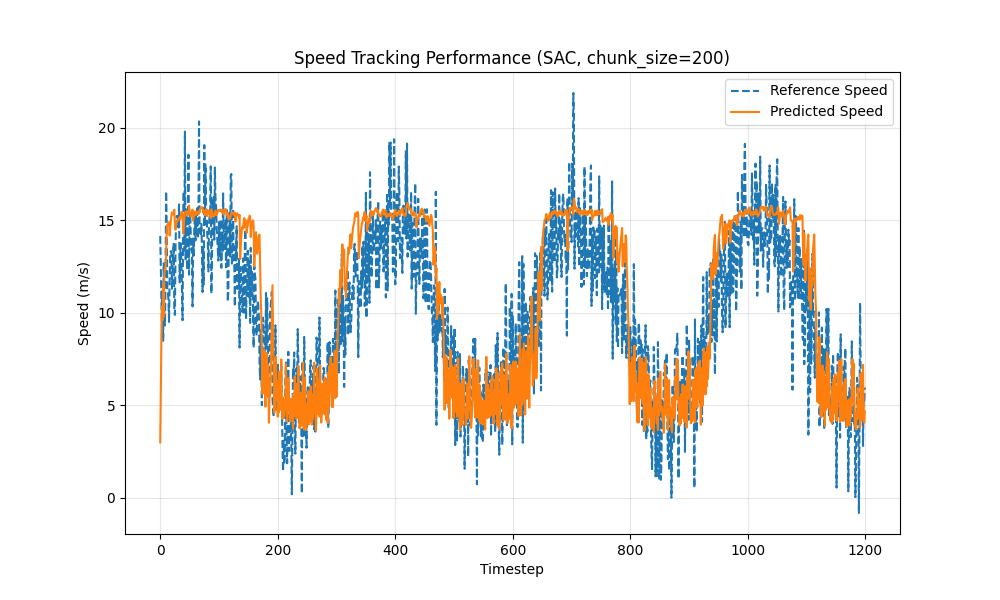 Speed Tracking Performance (SAC, chunk_size=200)
Reference Speed
Predicted Speed
Speed (m/s)
20
15
10
5
0
0 200 400 600 800 1000 1200
Timestep